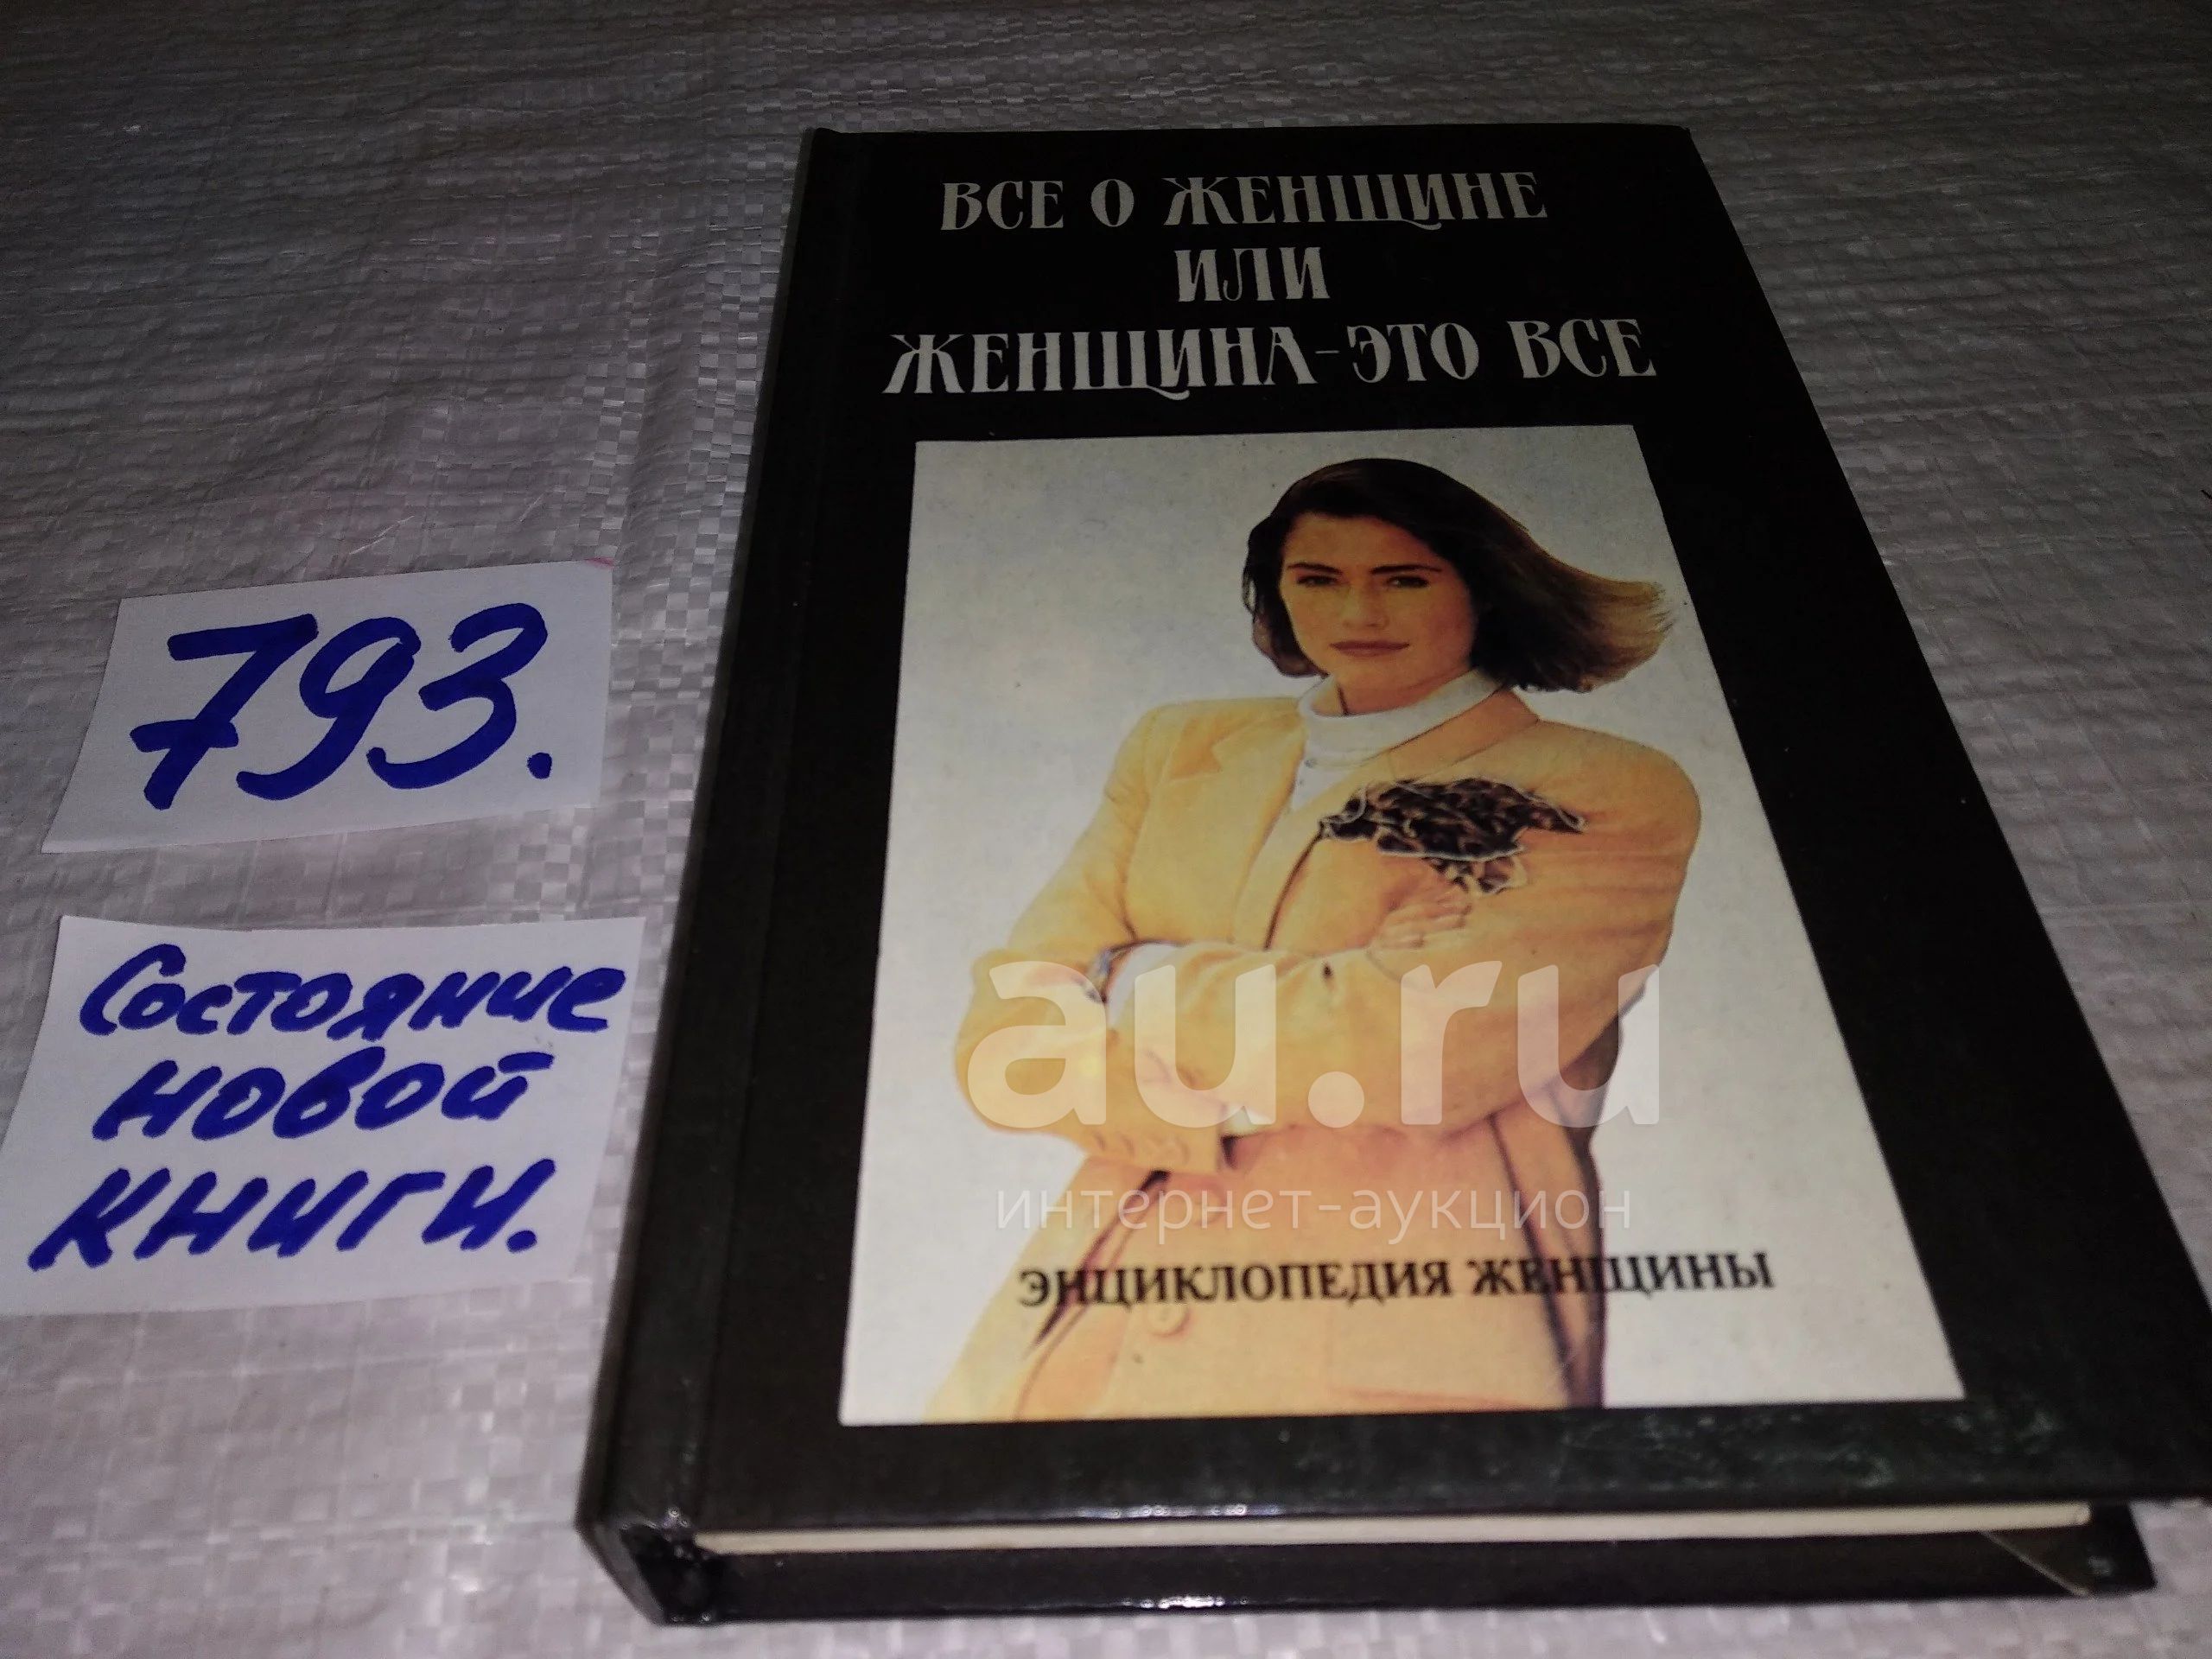 ВСЕ О ЖЕНЩИНЕ
ИЛИ
ЖЕНЩИНА-ЭТО ВСЕ
793.
Состояние
новой
книги.
au.ru
интернет-аукцион
ЭНЦИКЛОПЕДИЯ ЖЕНЩИНЫ